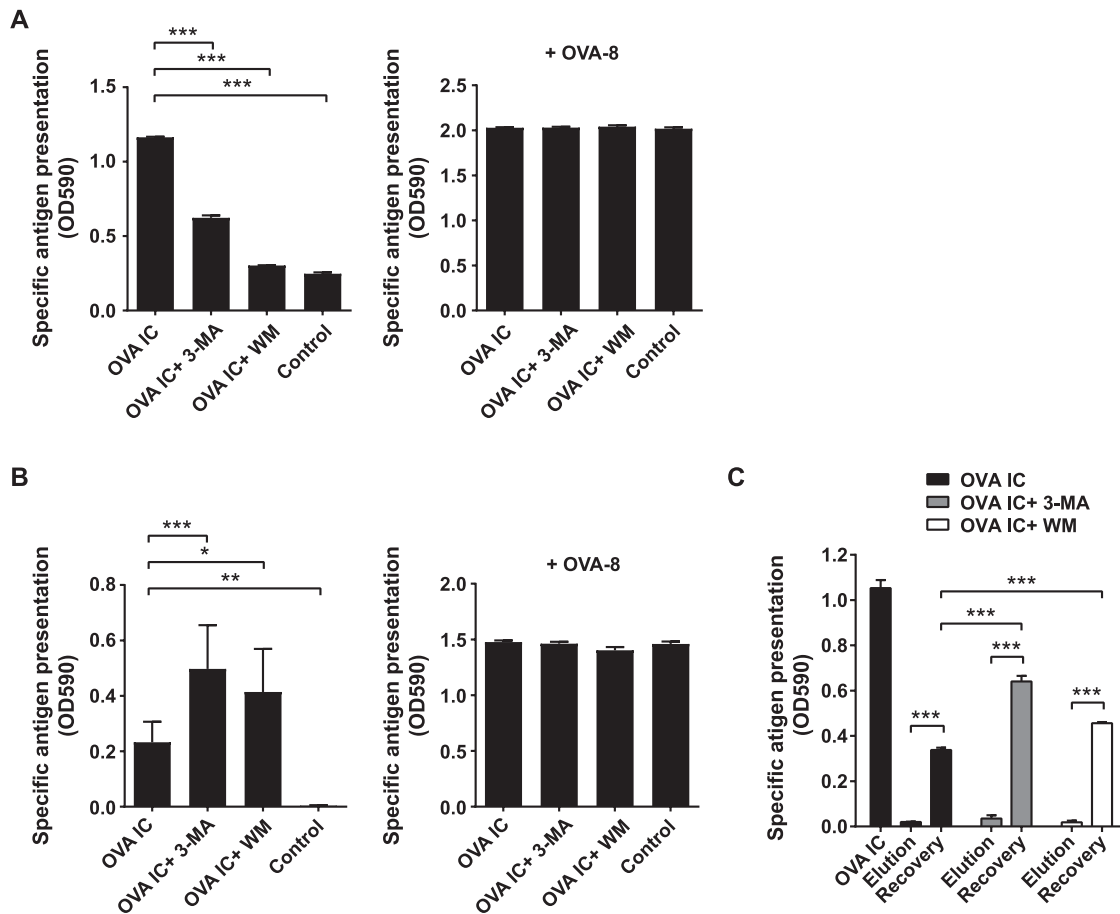 A
***
***
***
Specific antigen presentation
(OD590)
1.5
1.0
0.5
0.0
OVA IC
OVA IC+ 3-MA
OVA IC+ WM
Control
+ OVA-8
Specific antigen presentation
(OD590)
2.5
2.0
1.5
1.0
2.5
0.0
OVA IC
OVA IC+ 3-MA
OVA IC+ WM
Control
B
***
*
**
Specific antigen presentation
(OD590)
0.8
0.6
0.4
0.2
0.0
OVA IC
OVA IC+ 3-MA
OVA IC+ WM
Control
+ OVA-8
Specific antigen presentation
(OD590)
2.0
1.5
1.0
0.5
0.0
OVA IC
OVA IC+ 3-MA
OVA IC+ WM
Control
C
OVA IC
OVA IC+ 3-MA
OVA IC+ WM
Specific atigen presentation
(OD590)
1.2
1.0
0.8
0.6
0.4
0.2
0.0
***
***
***
***
***
OVA IC
Elution
Recovery
Elution
Recovery
Elution
Recovery